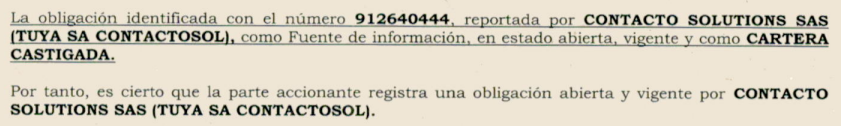 La obligación identificada con el número 912640444, reportada por CONTACTO SOLUTIONS SAS
(TUYA SA CONTACTOSOL), como Fuente de información, en estado abierta, vigente y como CARTERA
CASTIGADA.
Por tanto, es cierto que la parte accionante registra una obligación abierta y vigente por CONTACTO
SOLUTIONS SAS (TUYA SA CONTACTOSOL).